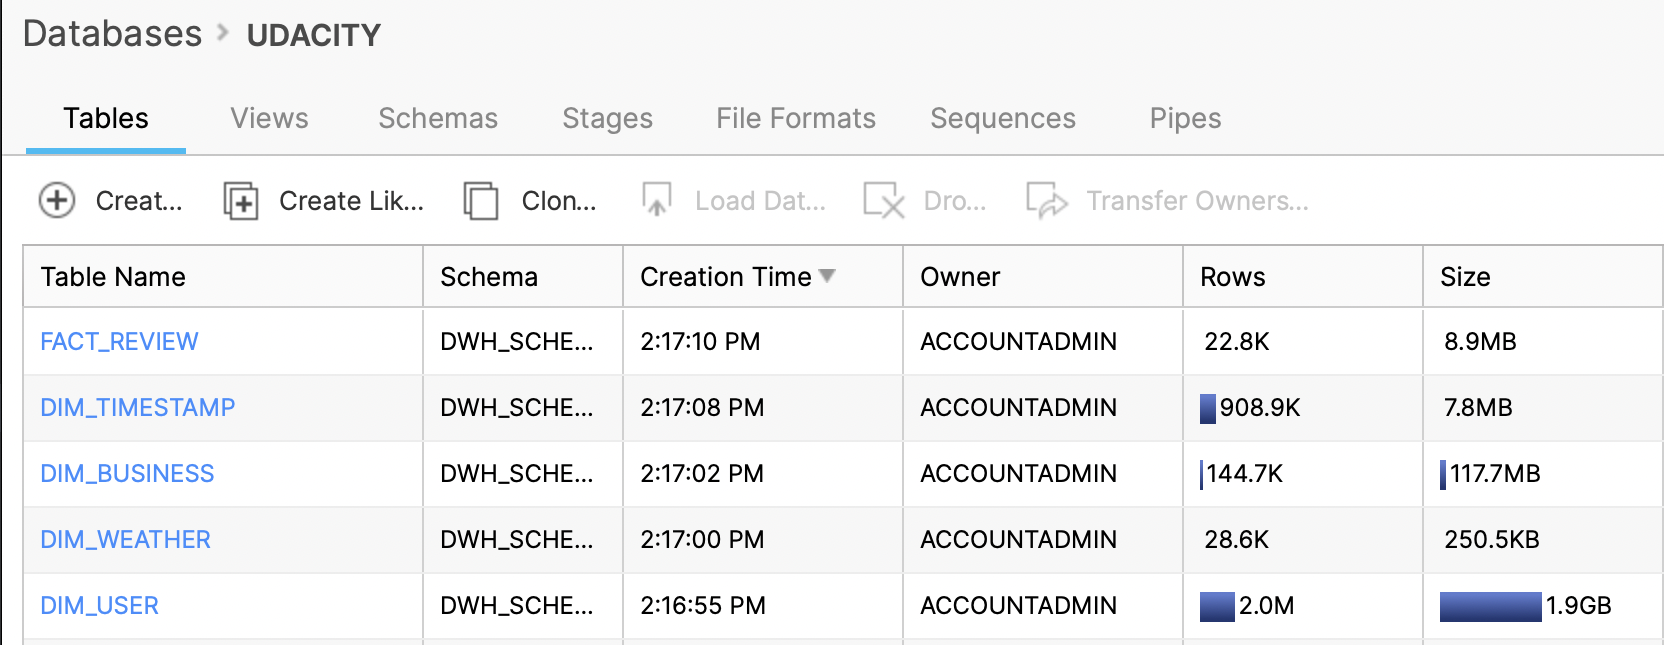 Databases > UDACITY
Tables Views Schemas Stages File Formats Sequences Pipes
Creat... Create Lik... Clon... Load Dat... Dro... Transfer Owners...
Table Name Schema Creation Time Owner Rows Size
FACT_REVIEW DWH_SCHE... 2:17:10 PM ACCOUNTADMIN 22.8K 8.9MB
DIM_TIMESTAMP DWH_SCHE... 2:17:08 PM ACCOUNTADMIN 908.9K 7.8MB
DIM_BUSINESS DWH_SCHE... 2:17:02 PM ACCOUNTADMIN 144.7K 117.7MB
DIM_WEATHER DWH_SCHE... 2:17:00 PM ACCOUNTADMIN 28.6K 250.5KB
DIM_USER DWH_SCHE... 2:16:55 PM ACCOUNTADMIN 2.0M 1.9GB